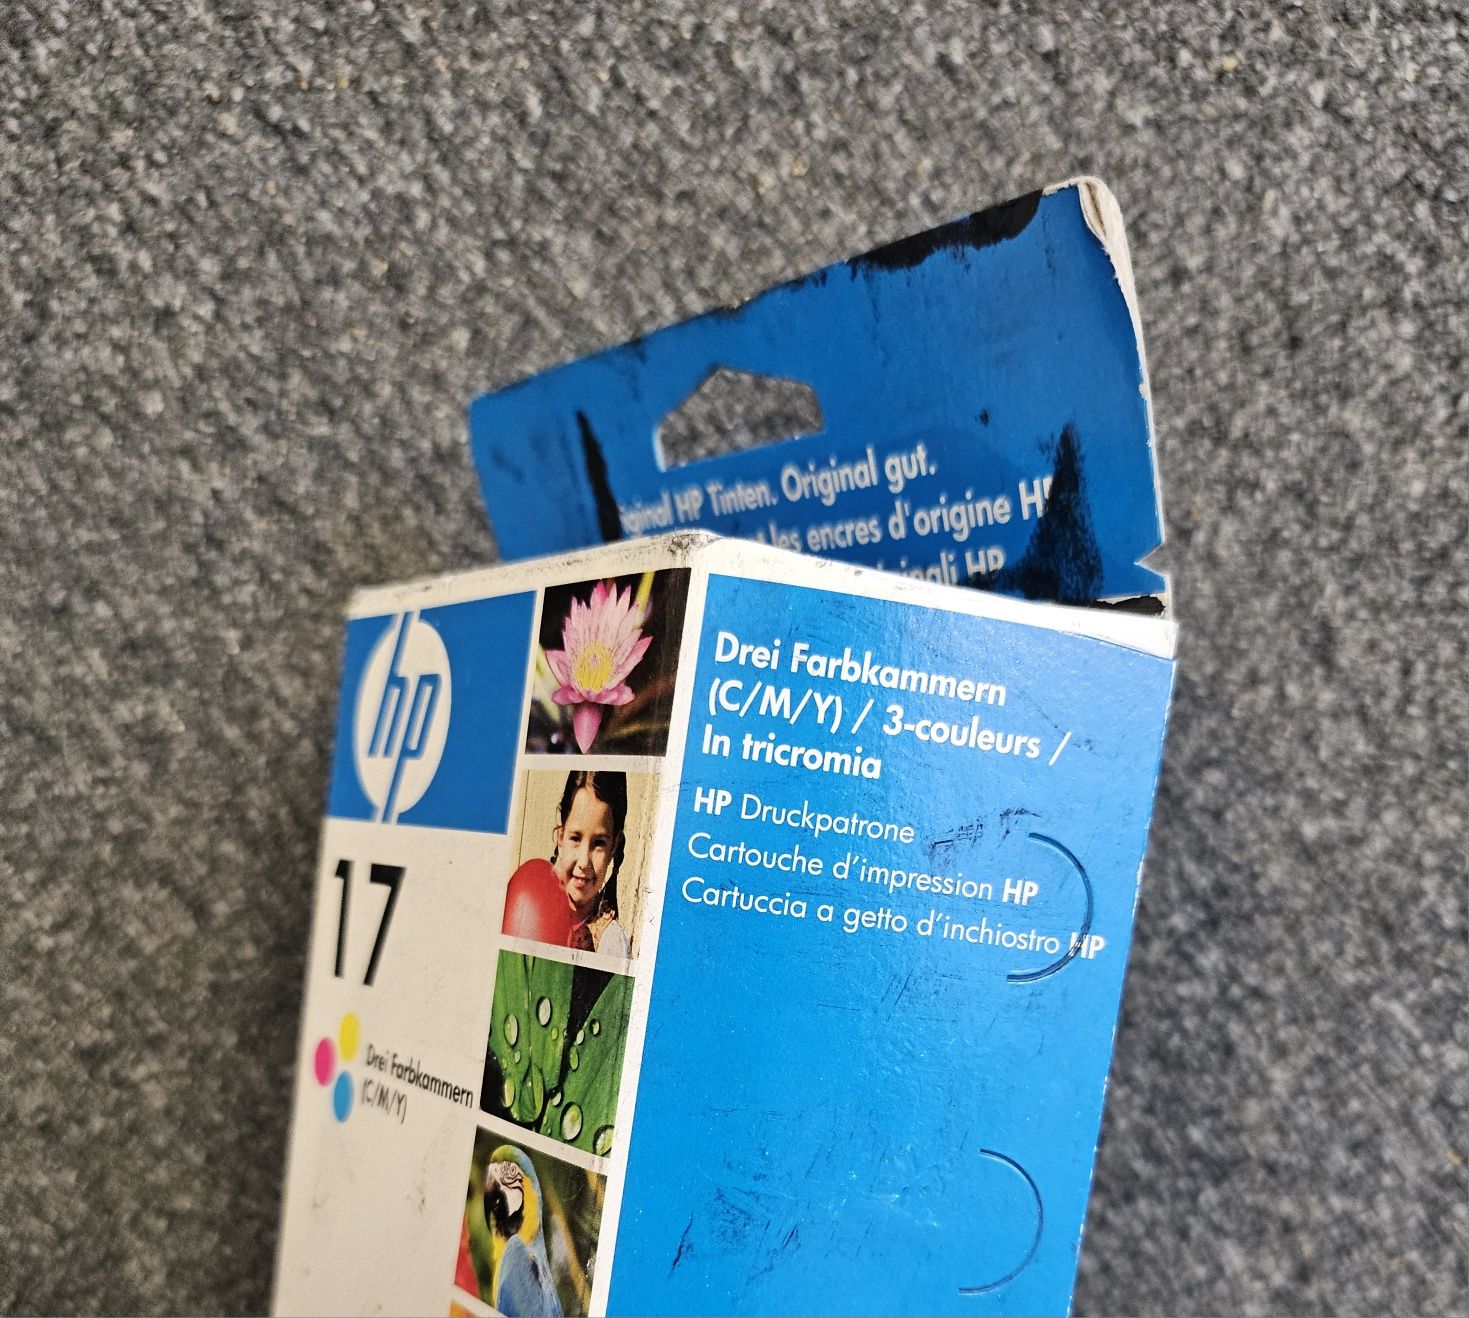 Original gut.
HP Tinten.
les encres d'origine
HP
hp
17
Drei Farbkammern
(C/M/Y)
Drei Farbkammern
(C/M/Y) / 3-couleurs /
In tricromia
HP Druckpatrone
Cartouche d'impression HP
Cartuccia a getto d'inchiostro HP